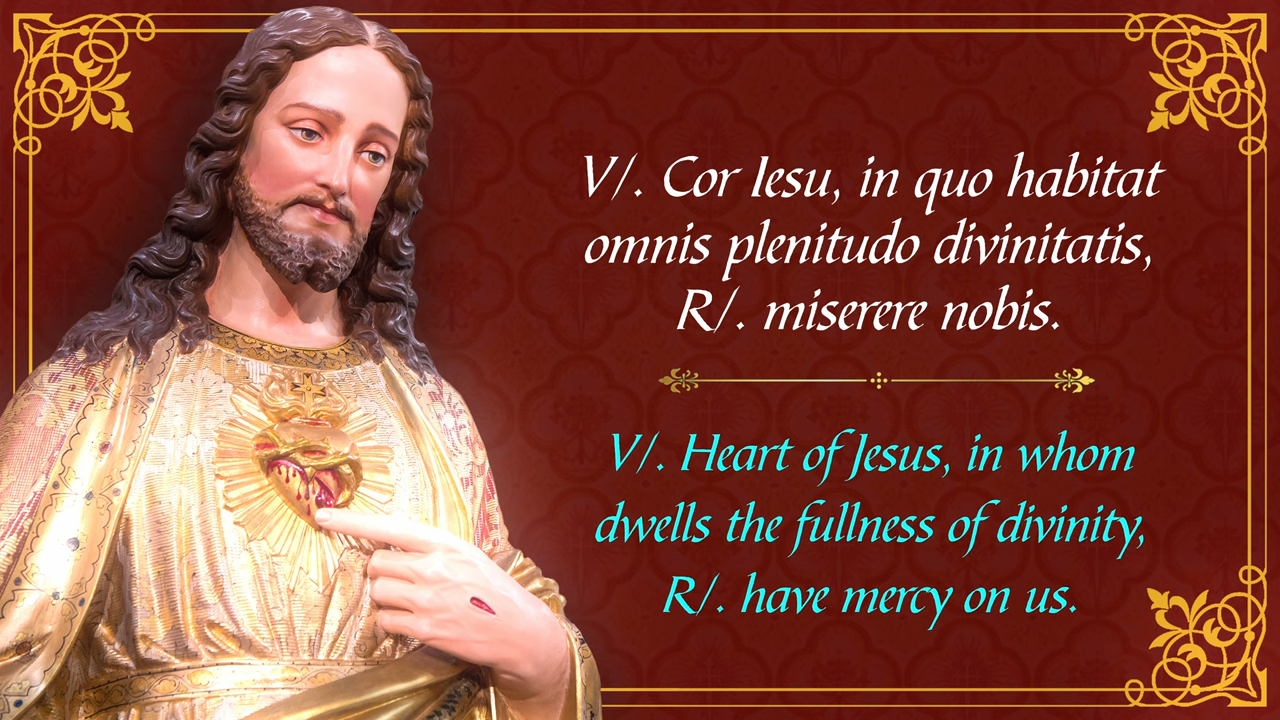 V/. Cor Iesu, in quo habitat
omnis plenitudo divinitatis,
R/. miserere nobis.
V/. Heart of Jesus, in whom
dwells the fullness of divinity,
R/. have mercy on us.